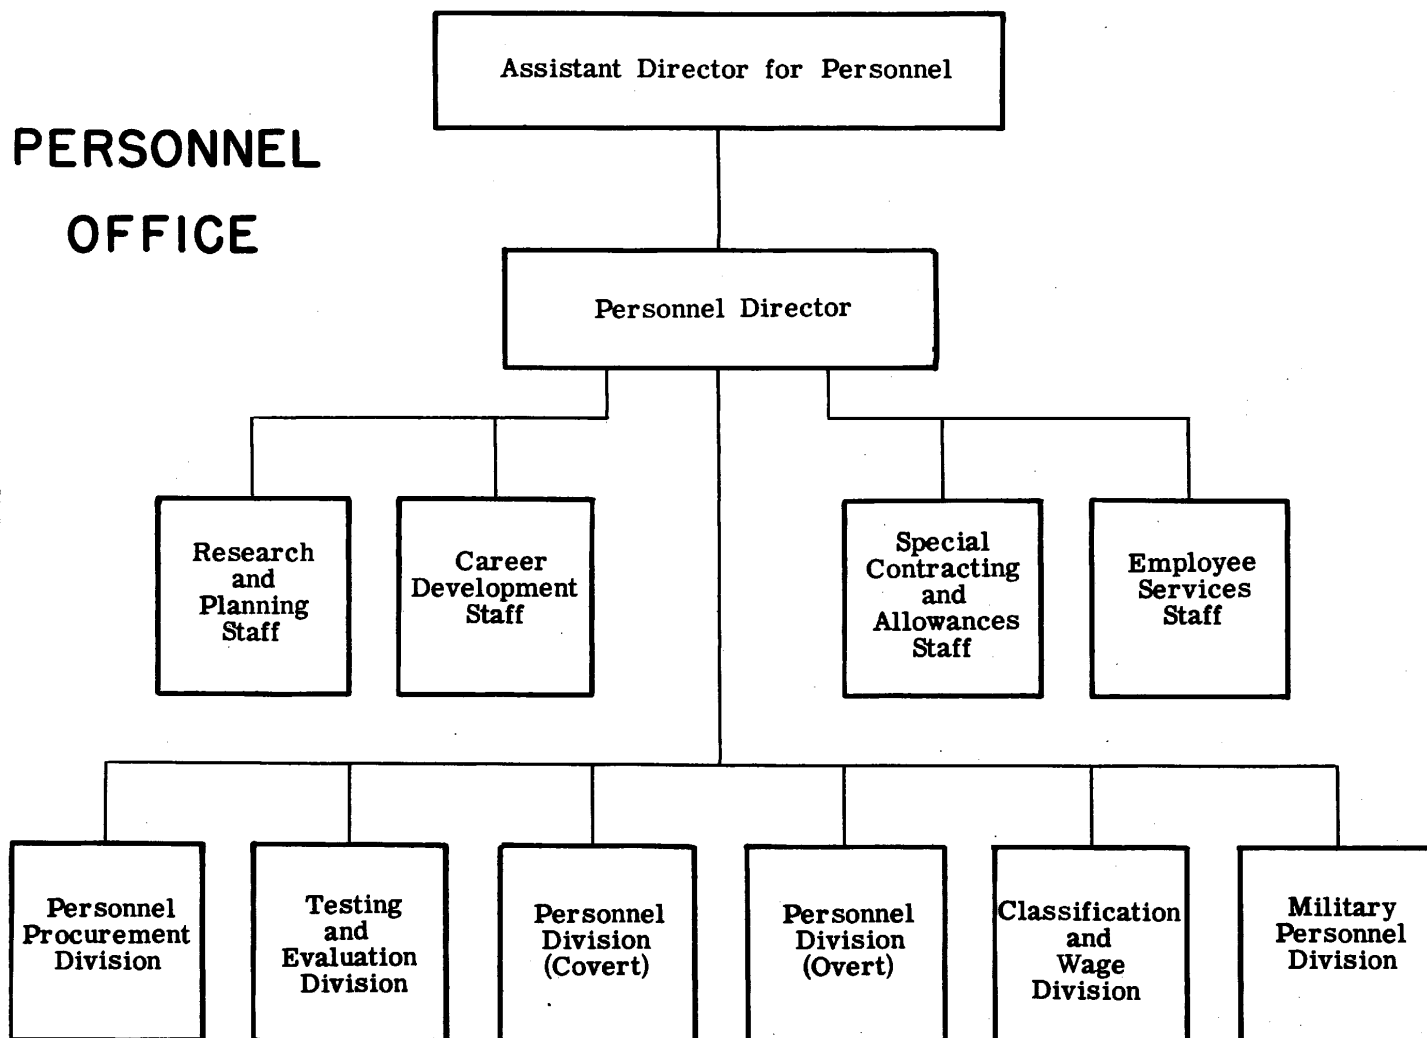 Assistant Director for Personnel
PERSONNEL
OFFICE
Personnel Director
Research
and
Planning
Staff
Career
Development
Staff
Special
Contracting
and
Allowances
Staff
Employee
Services
Staff
Personnel
Procurement
Division
Testing
and
Evaluation
Division
Personnel
Division
(Covert)
Personnel
Division
(Overt)
Classification
and
Wage
Division
Military
Personnel
Division